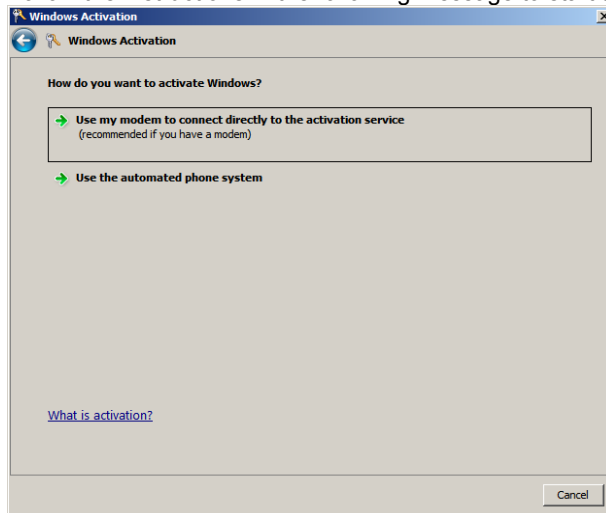 Windows Activation
Windows Activation
How do you want to activate Windows?
Use my modem to connect directly to the activation service
(recommended if you have a modem)
Use the automated phone system
What is activation?
Cancel